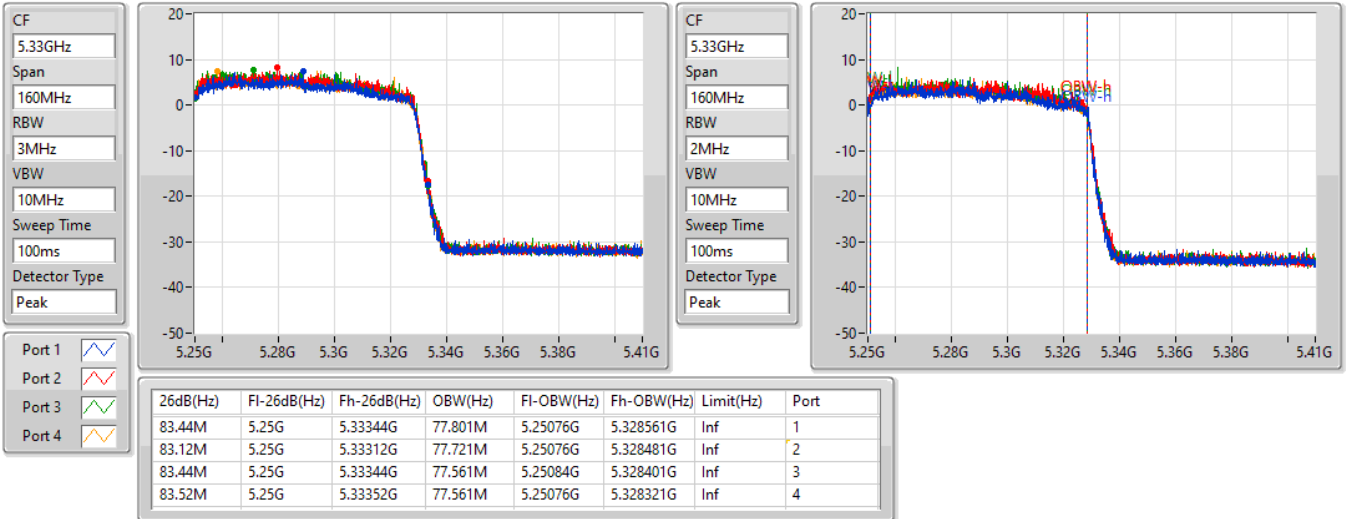 CF
5.33GHz
Span
160MHz
RBW
3MHz
VBW
10MHz
Sweep Time
100ms
Detector Type
Peak
20
10
0
-10
-20
-30
-40
-50
5.25G 5.28G 5.3G 5.32G 5.34G 5.36G 5.38G 5.41G
CF
5.33GHz
Span
160MHz
RBW
2MHz
VBW
10MHz
Sweep Time
100ms
Detector Type
Peak
20
10
0
-10
-20
-30
-40
-50
OBW-h
OBW-h
5.25G 5.28G 5.3G 5.32G 5.34G 5.36G 5.38G 5.41G
Port 1
Port 2
Port 3
Port 4
26dB(Hz) Fl-26dB(Hz) Fh-26dB(Hz) OBW(Hz) Fl-OBW(Hz) Fh-OBW(Hz) Limit(Hz) Port
83.44M 5.25G 5.33344G 77.801M 5.25076G 5.328561G Inf 1
83.12M 5.25G 5.33312G 77.721M 5.25076G 5.328481G Inf 2
83.44M 5.25G 5.33344G 77.561M 5.25084G 5.328401G Inf 3
83.52M 5.25G 5.33352G 77.561M 5.25076G 5.328321G Inf 4